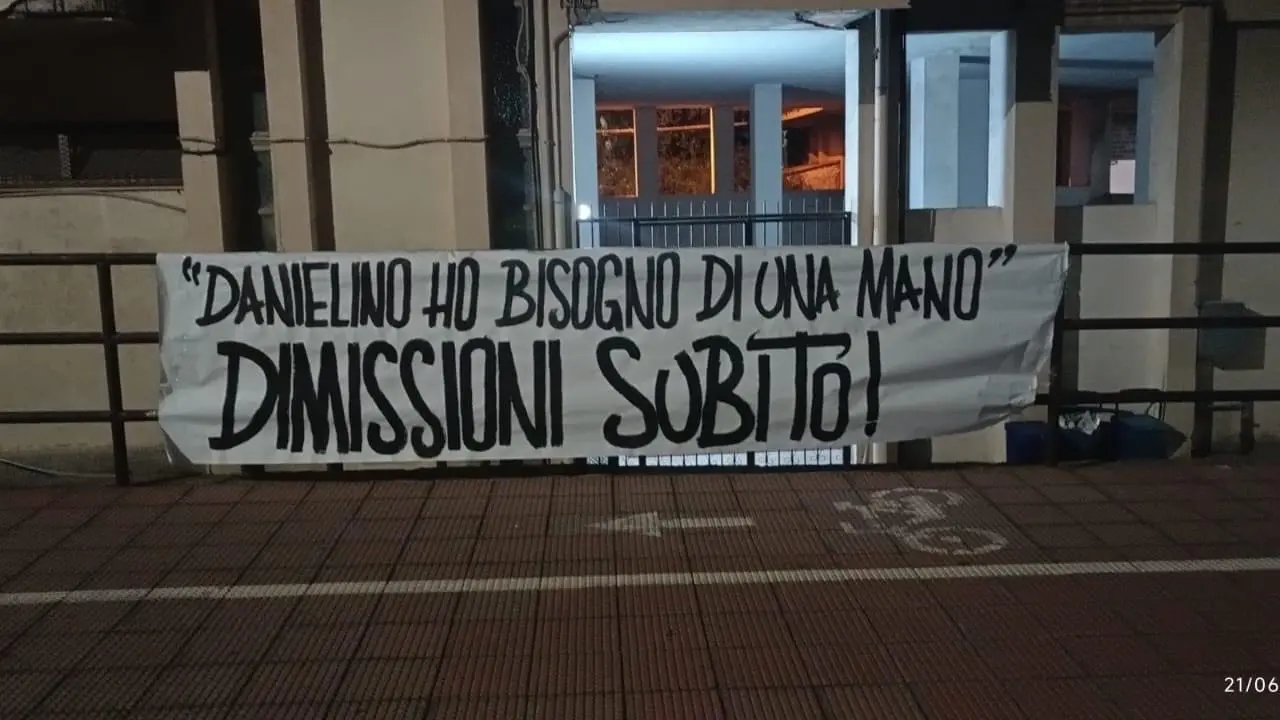 “DANIELINO HO BISOGNO DI UNA MANO”
DIMISSIONI SUBITO!
21/06